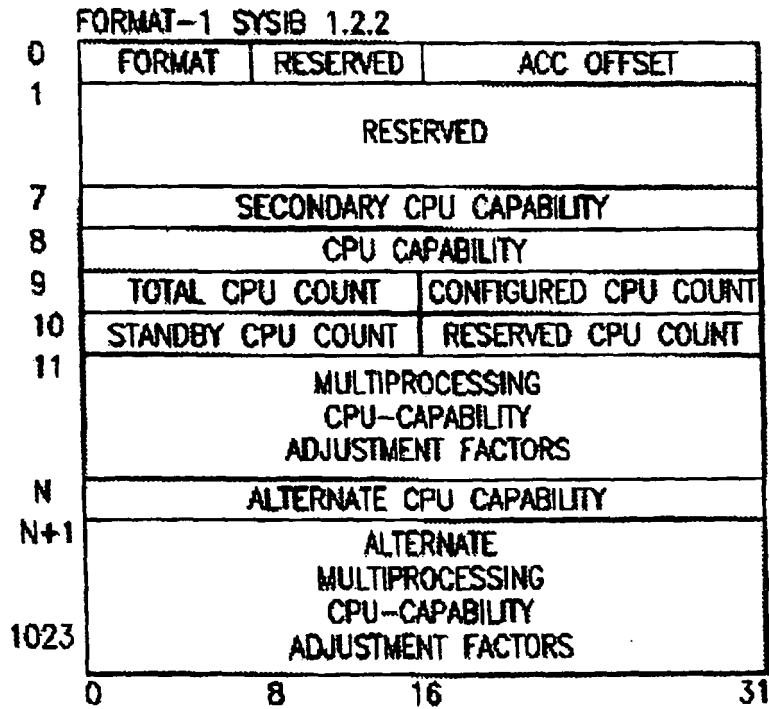 FORMAT-1 SYSIB 1.2.2
0 FORMAT RESERVED ACC OFFSET
1
RESERVED
7 SECONDARY CPU CAPABILITY
8 CPU CAPABILITY
9 TOTAL CPU COUNT CONFIGURED CPU COUNT
10 STANDBY CPU COUNT RESERVED CPU COUNT
11
MULTIPROCESSING
CPU-CAPABILITY
ADJUSTMENT FACTORS
N ALTERNATE CPU CAPABILITY
N+1 ALTERNATE
MULTIPROCESSING
CPU-CAPABILITY
1023 ADJUSTMENT FACTORS
0 8 16 31